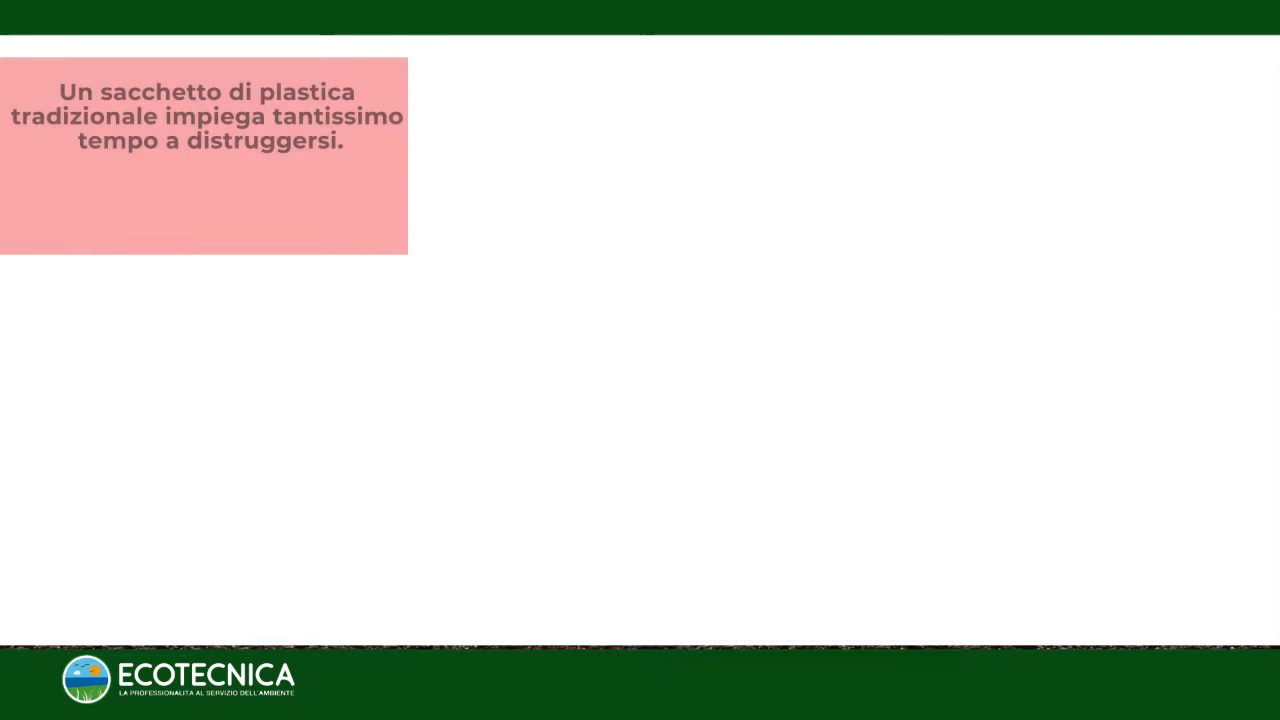 Un sacchetto di plastica
tradizionale impiega tantissimo
tempo a distruggersi.
ECOTECNICA
LA PROFESSIONALITÀ AL SERVIZIO DELL'AMBIENTE